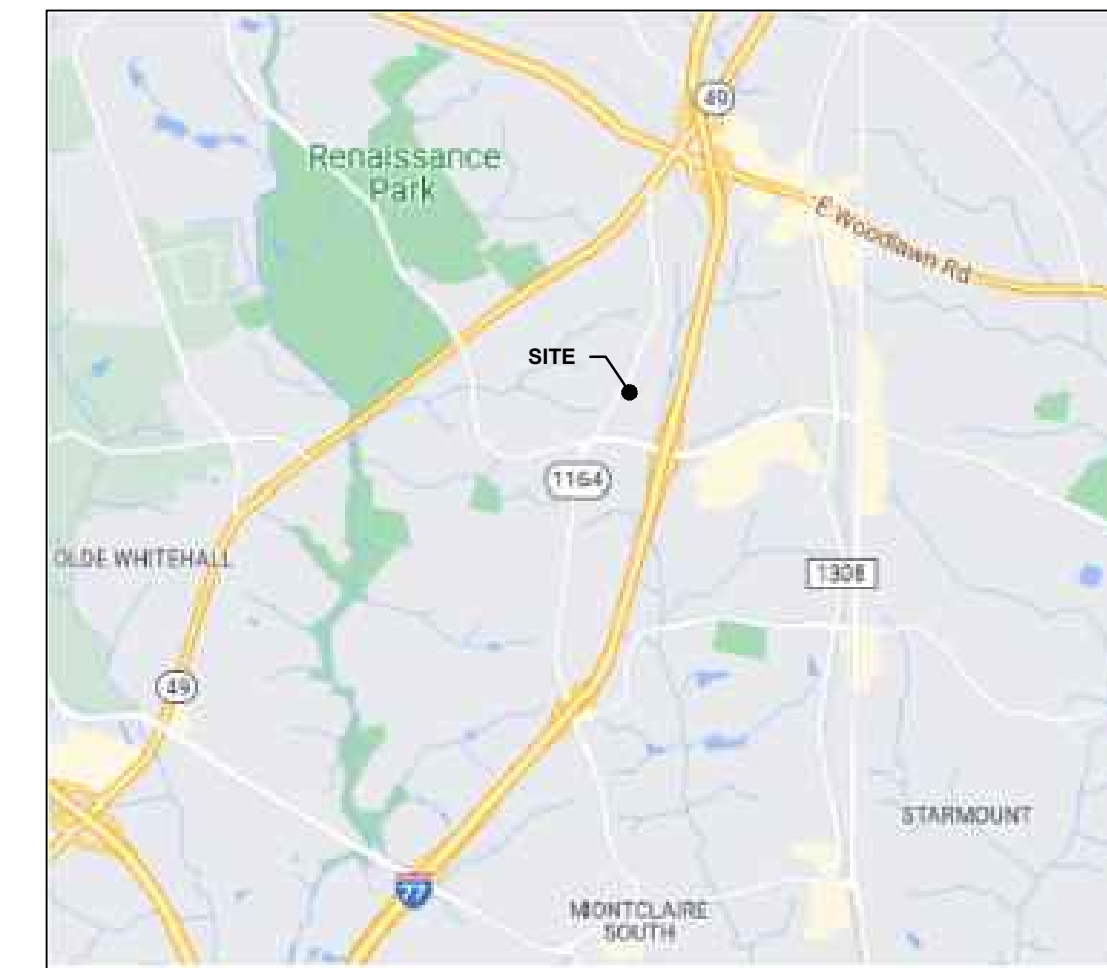 49
Renaissance
Park
E Woodlawn Rd
SITE
1164
OLDE WHITEHALL
1308
49
STARMOUNT
77
MONTCLAIRE
SOUTH